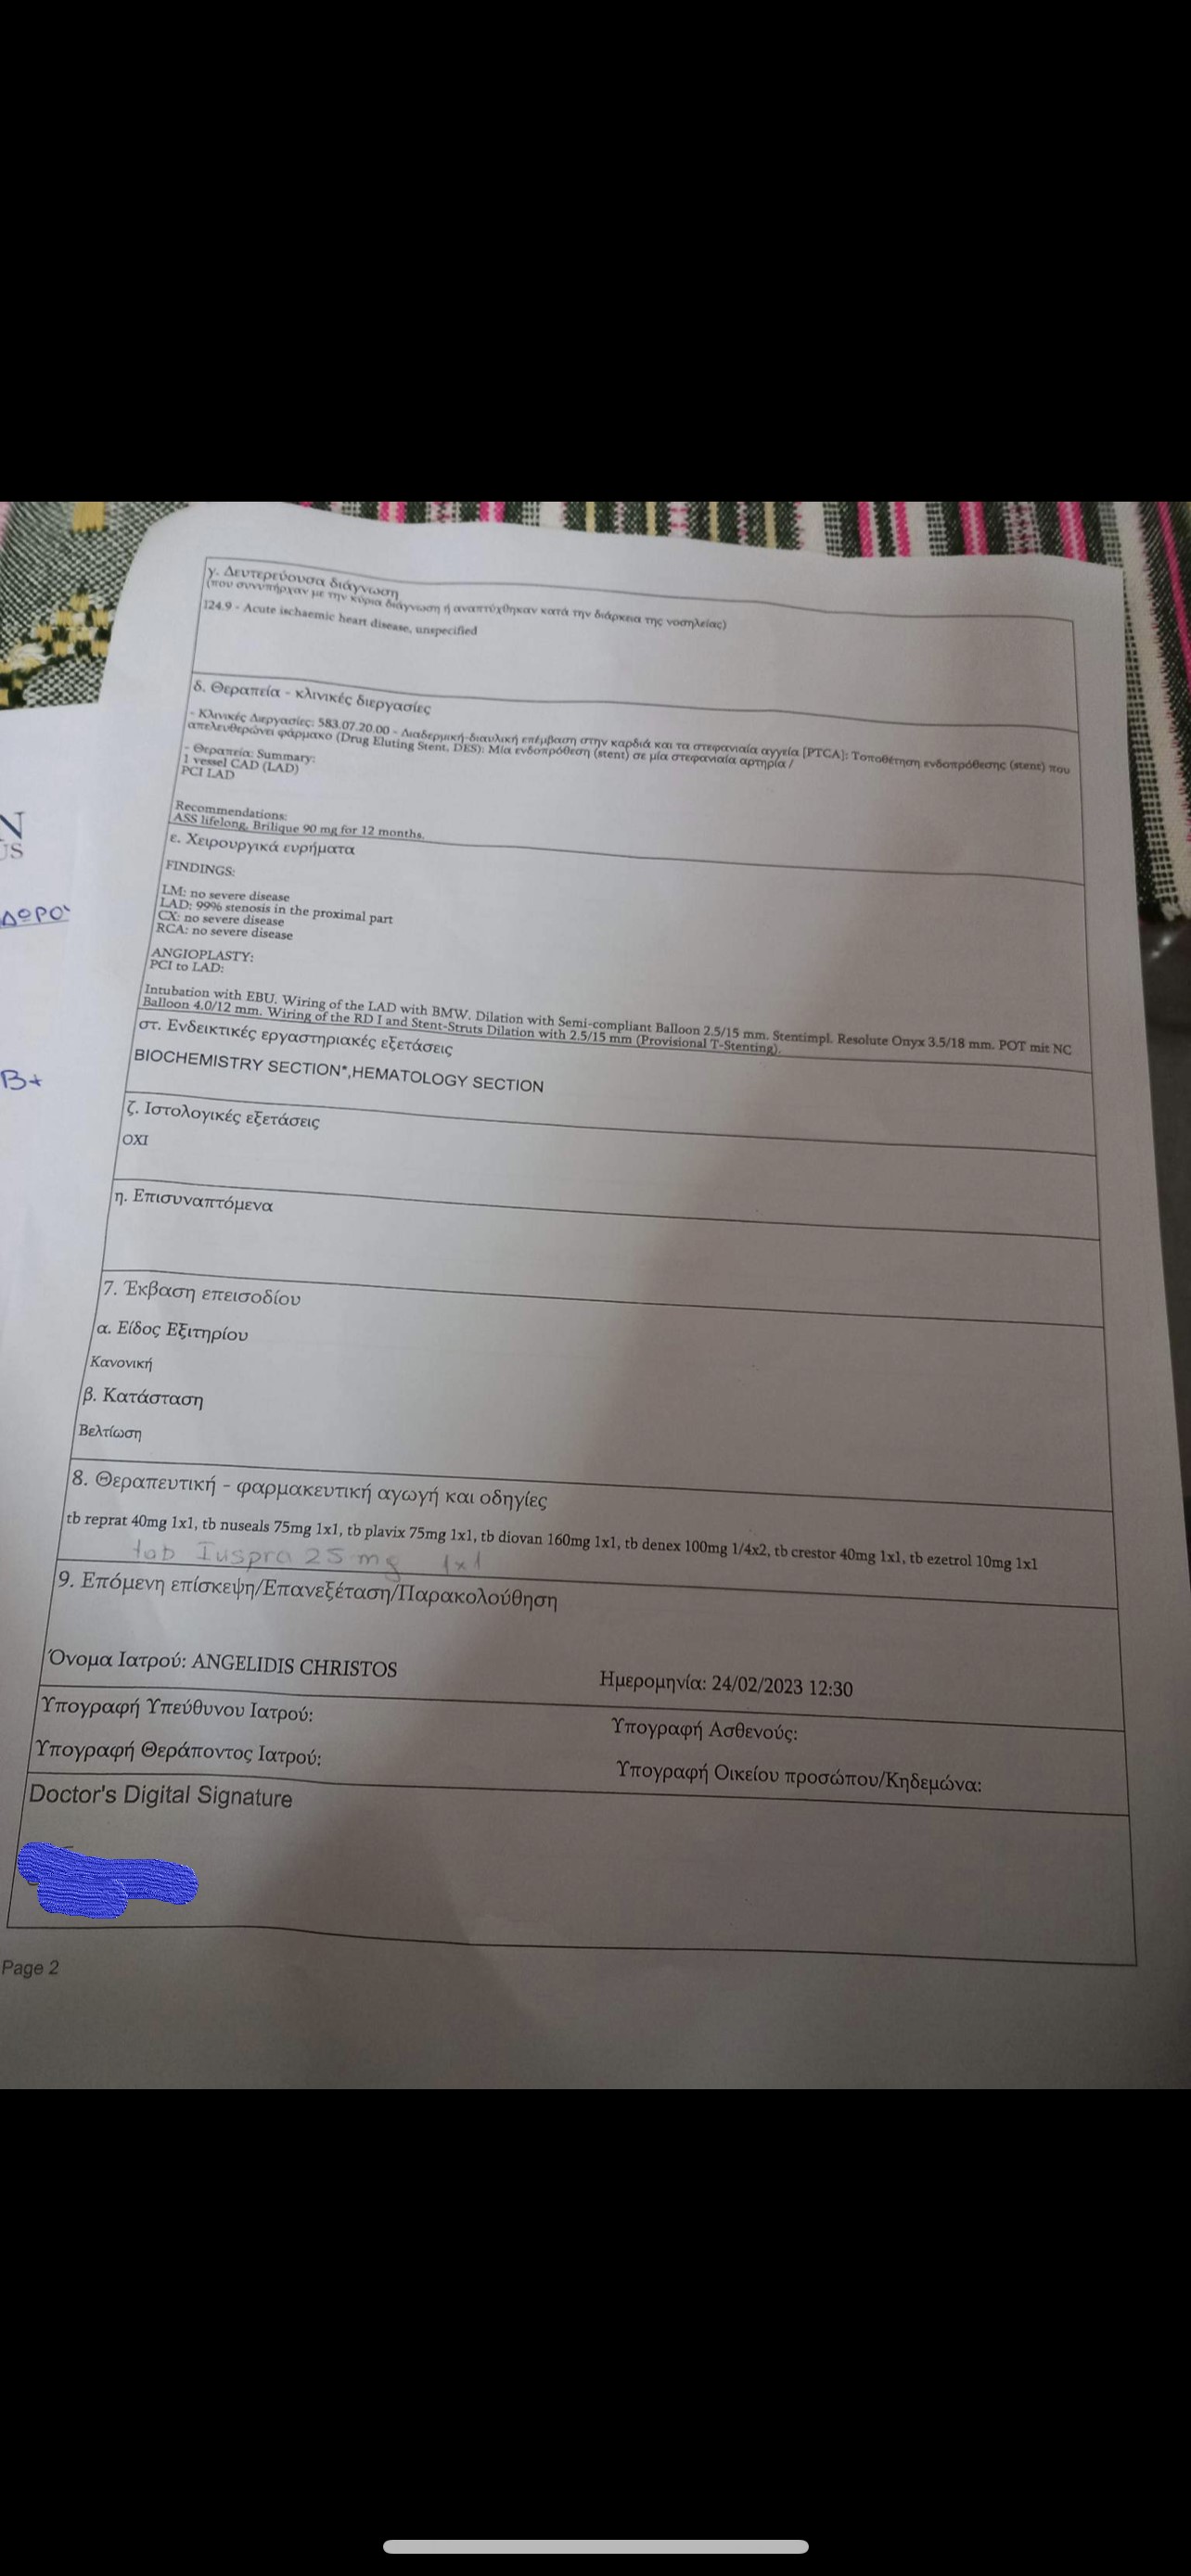 γ. Δευτερεύουσα διάγνωση
(που συνυπήρχαν με την κύρια διάγνωση ή αναπτύχθηκαν κατά την διάρκεια της νοσηλείας)
I24.9 - Acute ischaemic heart disease, unspecified
δ. Θεραπεία - κλινικές διεργασίες
- Κλινικές Διεργασίες: 583.07.20.00 - Διαδερμική-διαυλική επέμβαση στην καρδιά και τα στεφανιαία αγγεία [PTCA]: Τοποθέτηση ενδοπρόθεσης (stent) που
απελευθερώνει φάρμακο (Drug Eluting Stent, DES): Μία ενδοπρόθεση (stent) σε μία στεφανιαία αρτηρία /
- Θεραπεία: Summary:
1 vessel CAD (LAD)
PCI LAD
Recommendations:
ASS lifelong, Brilique 90 mg for 12 months.
ε. Χειρουργικά ευρήματα
FINDINGS:
LM: no severe disease
LAD: 99% stenosis in the proximal part
CX: no severe disease
RCA: no severe disease
ANGIOPLASTY:
PCI to LAD:
Intubation with EBU. Wiring of the LAD with BMW. Dilation with Semi-compliant Balloon 2.5/15 mm. Stentimpl. Resolute Onyx 3.5/18 mm. POT mit NC
Balloon 4.0/12 mm. Wiring of the RD I and Stent-Struts Dilation with 2.5/15 mm (Provisional T-Stenting).
στ. Ενδεικτικές εργαστηριακές εξετάσεις
BIOCHEMISTRY SECTION*,HEMATOLOGY SECTION
ζ. Ιστολογικές εξετάσεις
ΟΧΙ
η. Επισυναπτόμενα
7. Έκβαση επεισοδίου
α. Είδος Εξιτηρίου
Κανονική
β. Κατάσταση
Βελτίωση
8. Θεραπευτική - φαρμακευτική αγωγή και οδηγίες
tb reprat 40mg 1x1, tb nuseals 75mg 1x1, tb plavix 75mg 1x1, tb diovan 160mg 1x1, tb denex 100mg 1/4x2, tb crestor 40mg 1x1, tb ezetrol 10mg 1x1
tab Iuspra 25 mg 1x1
9. Επόμενη επίσκεψη/Επανεξέταση/Παρακολούθηση
Όνομα Ιατρού: ANGELIDIS CHRISTOS
Ημερομηνία: 24/02/2023 12:30
Υπογραφή Υπεύθυνου Ιατρού:
Υπογραφή Ασθενούς:
Υπογραφή Θεράποντος Ιατρού:
Υπογραφή Οικείου προσώπου/Κηδεμώνα:
Doctor's Digital Signature
Page 2
N
US
ΔΩΡΟΥ
B+